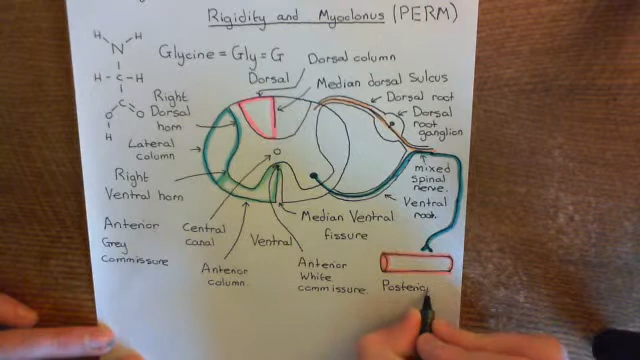 Rigidity and Myoclonus (PERM)
Glycine = Gly = G
H
H
N
H-C-H
C
O
O
H
Dorsal column
Dorsal
Median dorsal Sulcus
Dorsal root
Dorsal
root
ganglion
Right
Dorsal
horn
Lateral
column
Right
Ventral horn
mixed
spinal
nerve.
Ventral
root.
Anterior
Grey
Commissure
Central
canal
Ventral
Median Ventral
fissure
Anterior
column.
Anterior
White
commissure.
Posterio